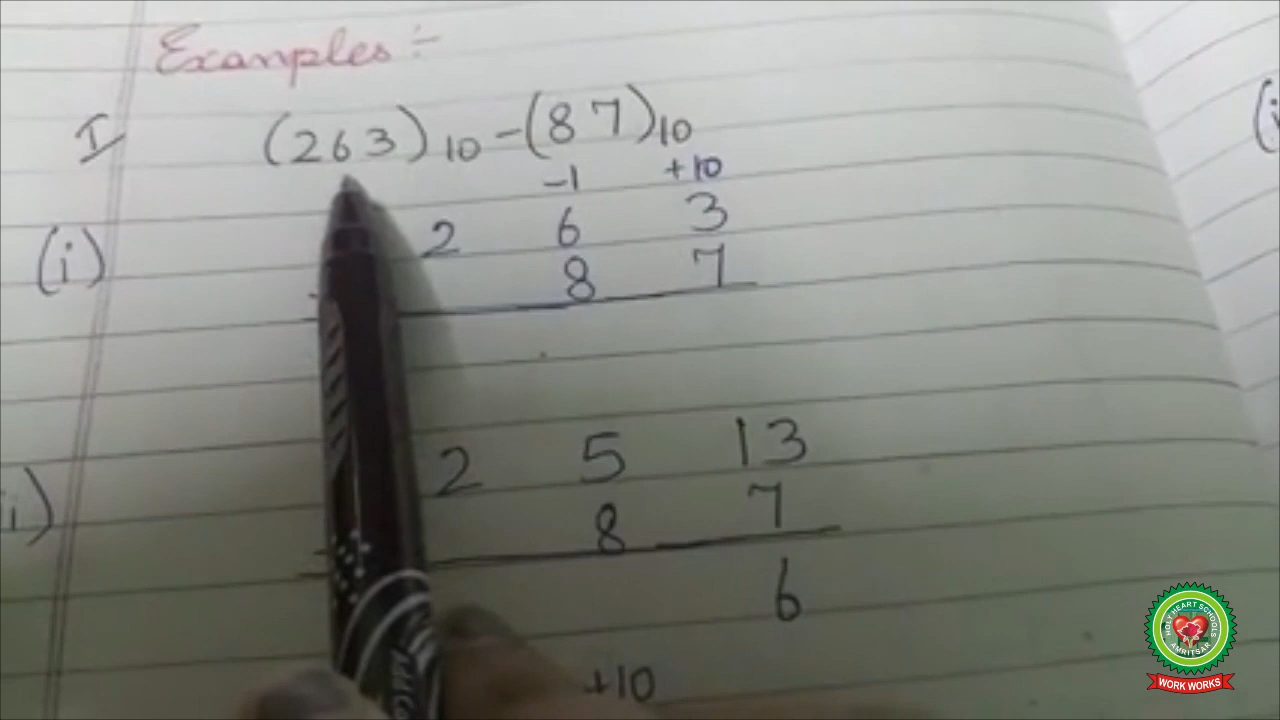 Examples :-
I (263)10 - (87)10
-1 +10
(i) 2 6 3
8 7
2 5 13
8 7
6
+10
HOLY HEART SCHOOLS
AMRITSAR
WORK WORKS